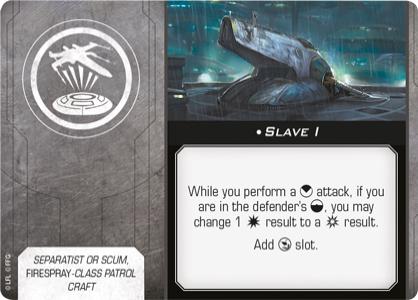 • SLAVE I
While you perform a attack, if you
are in the defender's , you may
change 1 result to a result.
Add slot.
SEPARATIST OR SCUM,
FIRESPRAY-CLASS PATROL
CRAFT
© LFL © FFG